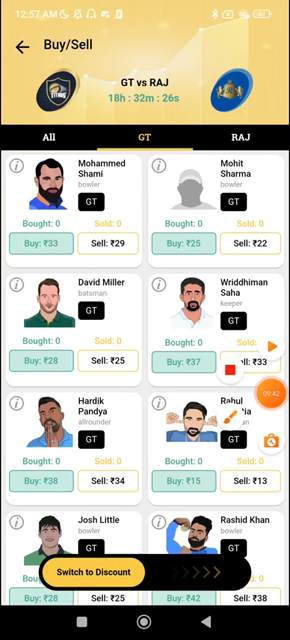 12:57 AM
Buy/Sell
GT vs RAJ
18h : 32m : 26s
All
GT
RAJ
Mohammed
Shami
bowler
GT
Bought: 0
Sold: 0
Buy: ₹33
Sell: ₹29
Mohit
Sharma
bowler
GT
Bought: 0
Sold: 0
Buy: ₹25
Sell: ₹22
David Miller
batsman
GT
Bought: 0
Sold: 0
Buy: ₹28
Sell: ₹25
Wriddhiman
Saha
keeper
GT
Bought: 0
Sold:
Buy: ₹37
ell: ₹33
09:42
Hardik
Pandya
allrounder
GT
Bought: 0
Sold: 0
Buy: ₹38
Sell: ₹34
Rahul
GT
Bought: 0
Sold: 0
Buy: ₹15
Sell: ₹13
Josh Little
bowler
GT
Buy: ₹28
Sell: ₹25
Rashid Khan
bowler
Buy: ₹42
Sell: ₹38
Switch to Discount